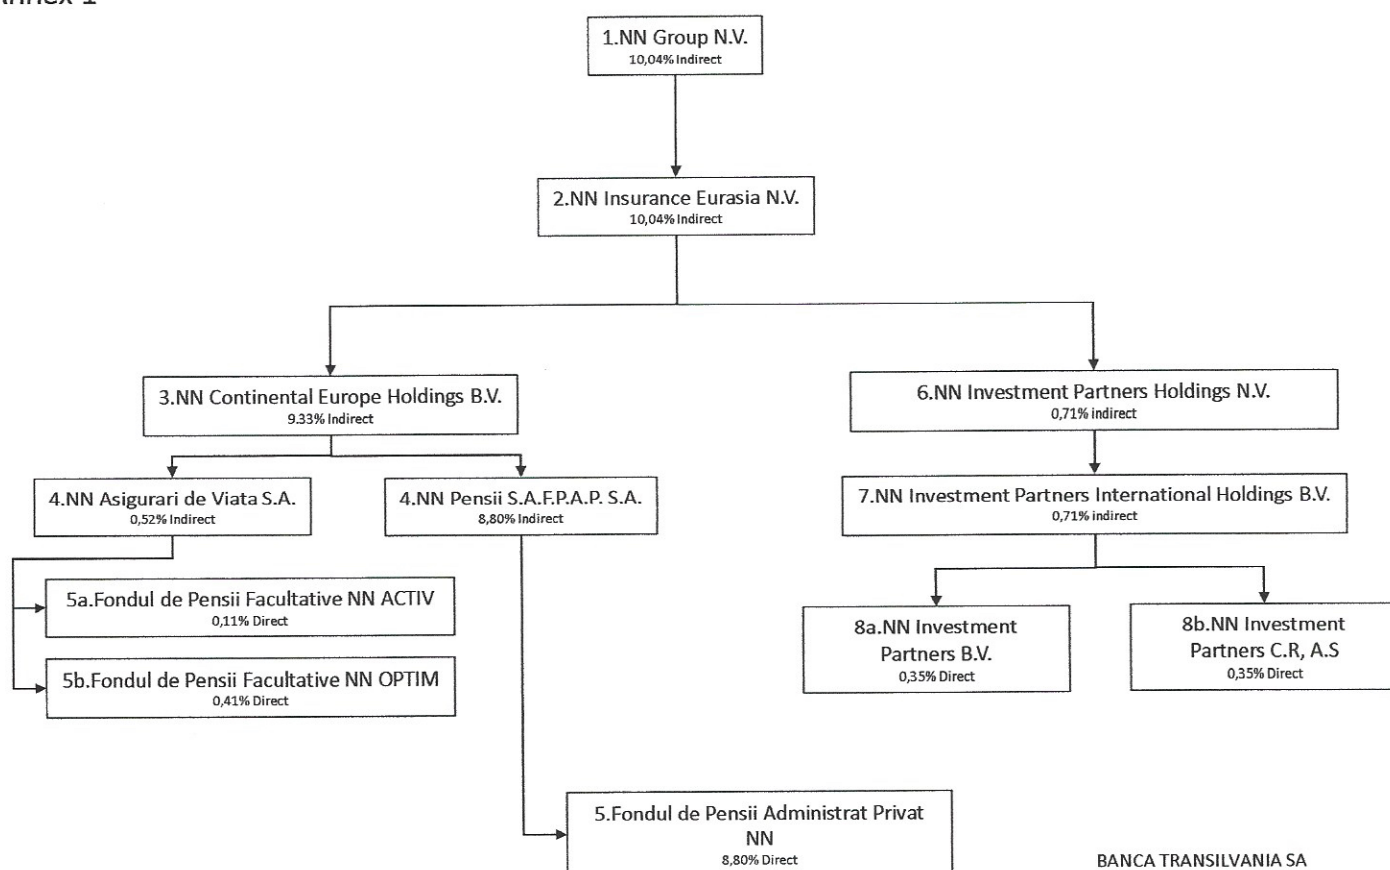 Annex 1
1.NN Group N.V.
10,04% Indirect
2.NN Insurance Eurasia N.V.
10,04% Indirect
3.NN Continental Europe Holdings B.V.
9.33% Indirect
6.NN Investment Partners Holdings N.V.
0,71% indirect
4.NN Asigurari de Viata S.A.
0,52% Indirect
4.NN Pensii S.A.F.P.A.P. S.A.
8,80% Indirect
7.NN Investment Partners International Holdings B.V.
0,71% indirect
5a.Fondul de Pensii Facultative NN ACTIV
0,11% Direct
5b.Fondul de Pensii Facultative NN OPTIM
0,41% Direct
8a.NN Investment
Partners B.V.
0,35% Direct
8b.NN Investment
Partners C.R, A.S
0,35% Direct
5.Fondul de Pensii Administrat Privat
NN
8,80% Direct
BANCA TRANSILVANIA SA